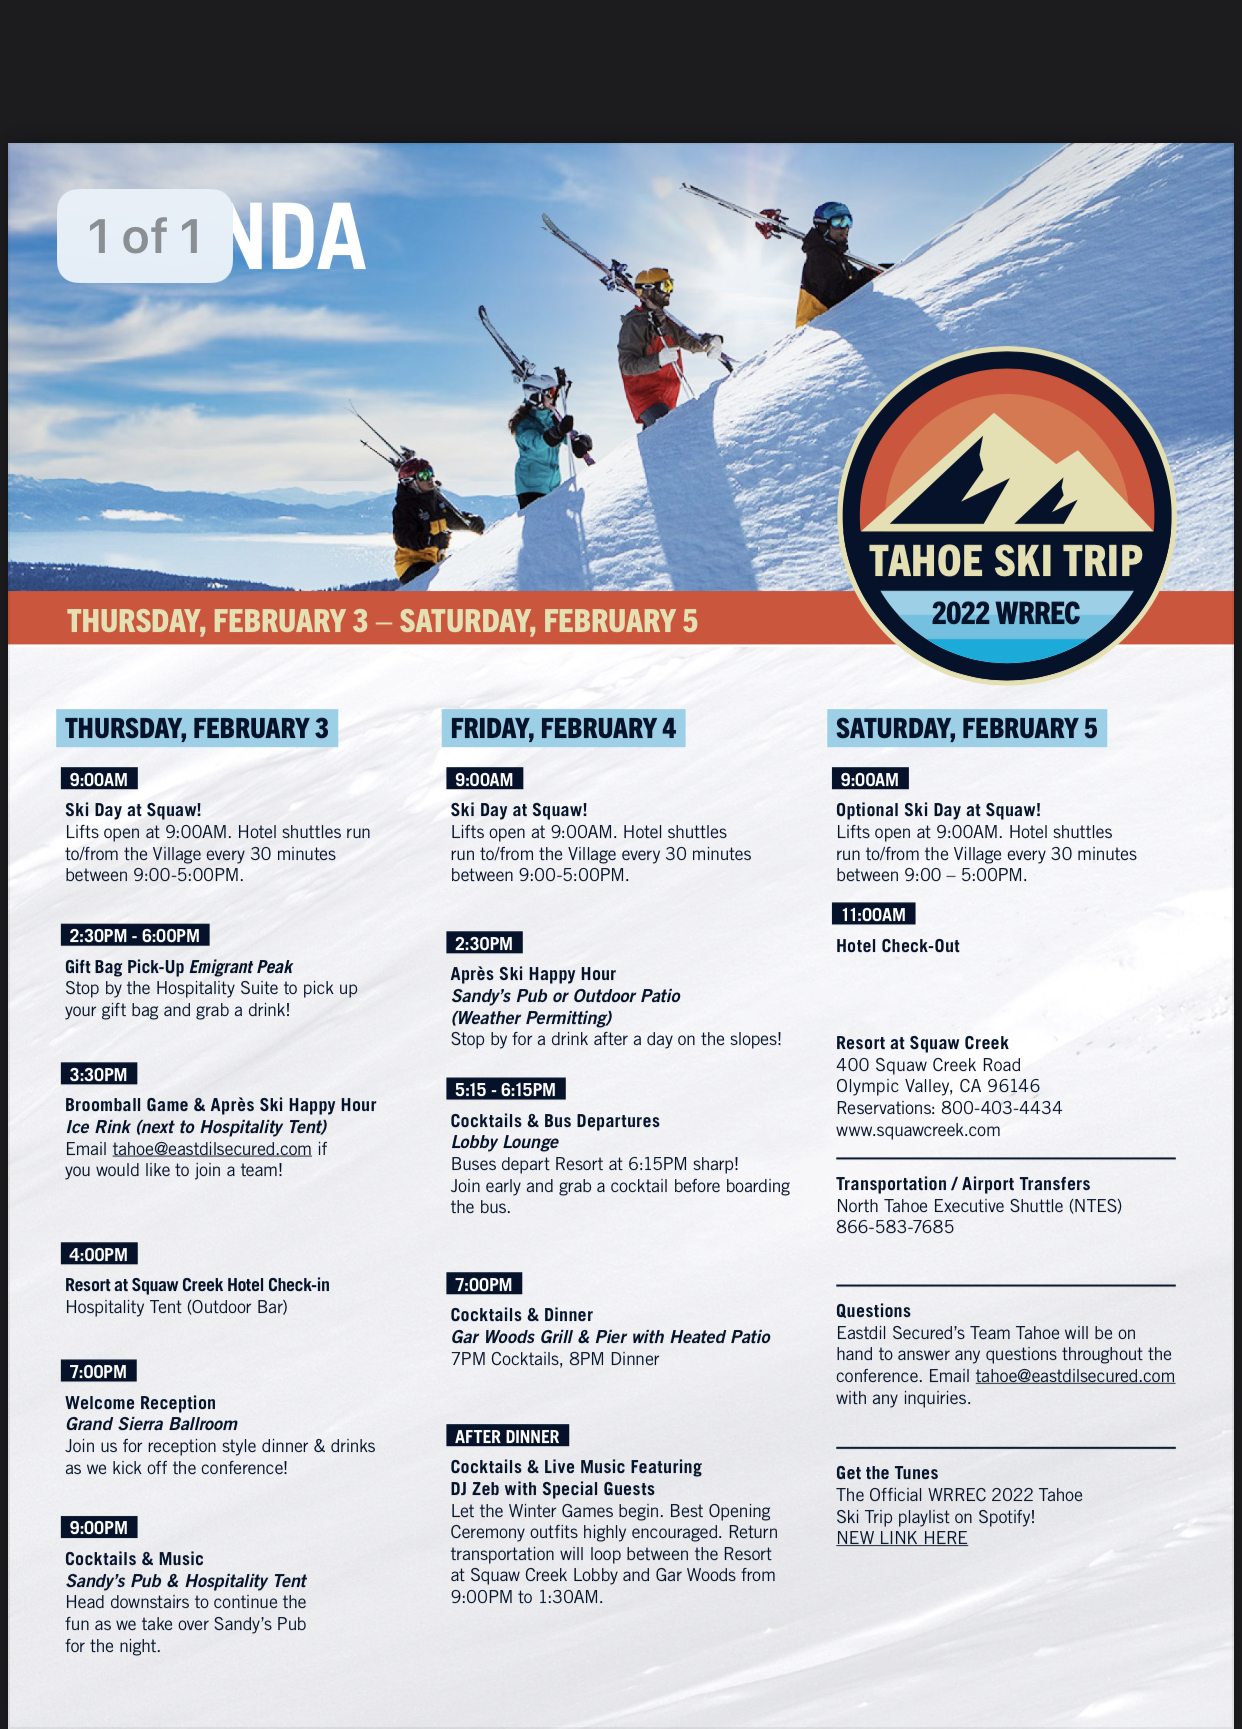 1 of 1
NDA
TAHOE SKI TRIP
2022 WRREC
THURSDAY, FEBRUARY 3 – SATURDAY, FEBRUARY 5
THURSDAY, FEBRUARY 3
9:00AM
Ski Day at Squaw!
Lifts open at 9:00AM. Hotel shuttles run
to/from the Village every 30 minutes
between 9:00-5:00PM.
2:30PM - 6:00PM
Gift Bag Pick-Up Emigrant Peak
Stop by the Hospitality Suite to pick up
your gift bag and grab a drink!
3:30PM
Broomball Game & Après Ski Happy Hour
Ice Rink (next to Hospitality Tent)
Email tahoe@eastdilsecured.com if
you would like to join a team!
4:00PM
Resort at Squaw Creek Hotel Check-in
Hospitality Tent (Outdoor Bar)
7:00PM
Welcome Reception
Grand Sierra Ballroom
Join us for reception style dinner & drinks
as we kick off the conference!
9:00PM
Cocktails & Music
Sandy's Pub & Hospitality Tent
Head downstairs to continue the
fun as we take over Sandy's Pub
for the night.
FRIDAY, FEBRUARY 4
9:00AM
Ski Day at Squaw!
Lifts open at 9:00AM. Hotel shuttles
run to/from the Village every 30 minutes
between 9:00-5:00PM.
2:30PM
Après Ski Happy Hour
Sandy's Pub or Outdoor Patio
(Weather Permitting)
Stop by for a drink after a day on the slopes!
5:15 - 6:15PM
Cocktails & Bus Departures
Lobby Lounge
Buses depart Resort at 6:15PM sharp!
Join early and grab a cocktail before boarding
the bus.
7:00PM
Cocktails & Dinner
Gar Woods Grill & Pier with Heated Patio
7PM Cocktails, 8PM Dinner
AFTER DINNER
Cocktails & Live Music Featuring
DJ Zeb with Special Guests
Let the Winter Games begin. Best Opening
Ceremony outfits highly encouraged. Return
transportation will loop between the Resort
at Squaw Creek Lobby and Gar Woods from
9:00PM to 1:30AM.
SATURDAY, FEBRUARY 5
9:00AM
Optional Ski Day at Squaw!
Lifts open at 9:00AM. Hotel shuttles
run to/from the Village every 30 minutes
between 9:00 – 5:00PM.
11:00AM
Hotel Check-Out
Resort at Squaw Creek
400 Squaw Creek Road
Olympic Valley, CA 96146
Reservations: 800-403-4434
www.squawcreek.com
Transportation / Airport Transfers
North Tahoe Executive Shuttle (NTES)
866-583-7685
Questions
Eastdil Secured's Team Tahoe will be on
hand to answer any questions throughout the
conference. Email tahoe@eastdilsecured.com
with any inquiries.
Get the Tunes
The Official WRREC 2022 Tahoe
Ski Trip playlist on Spotify!
NEW LINK HERE